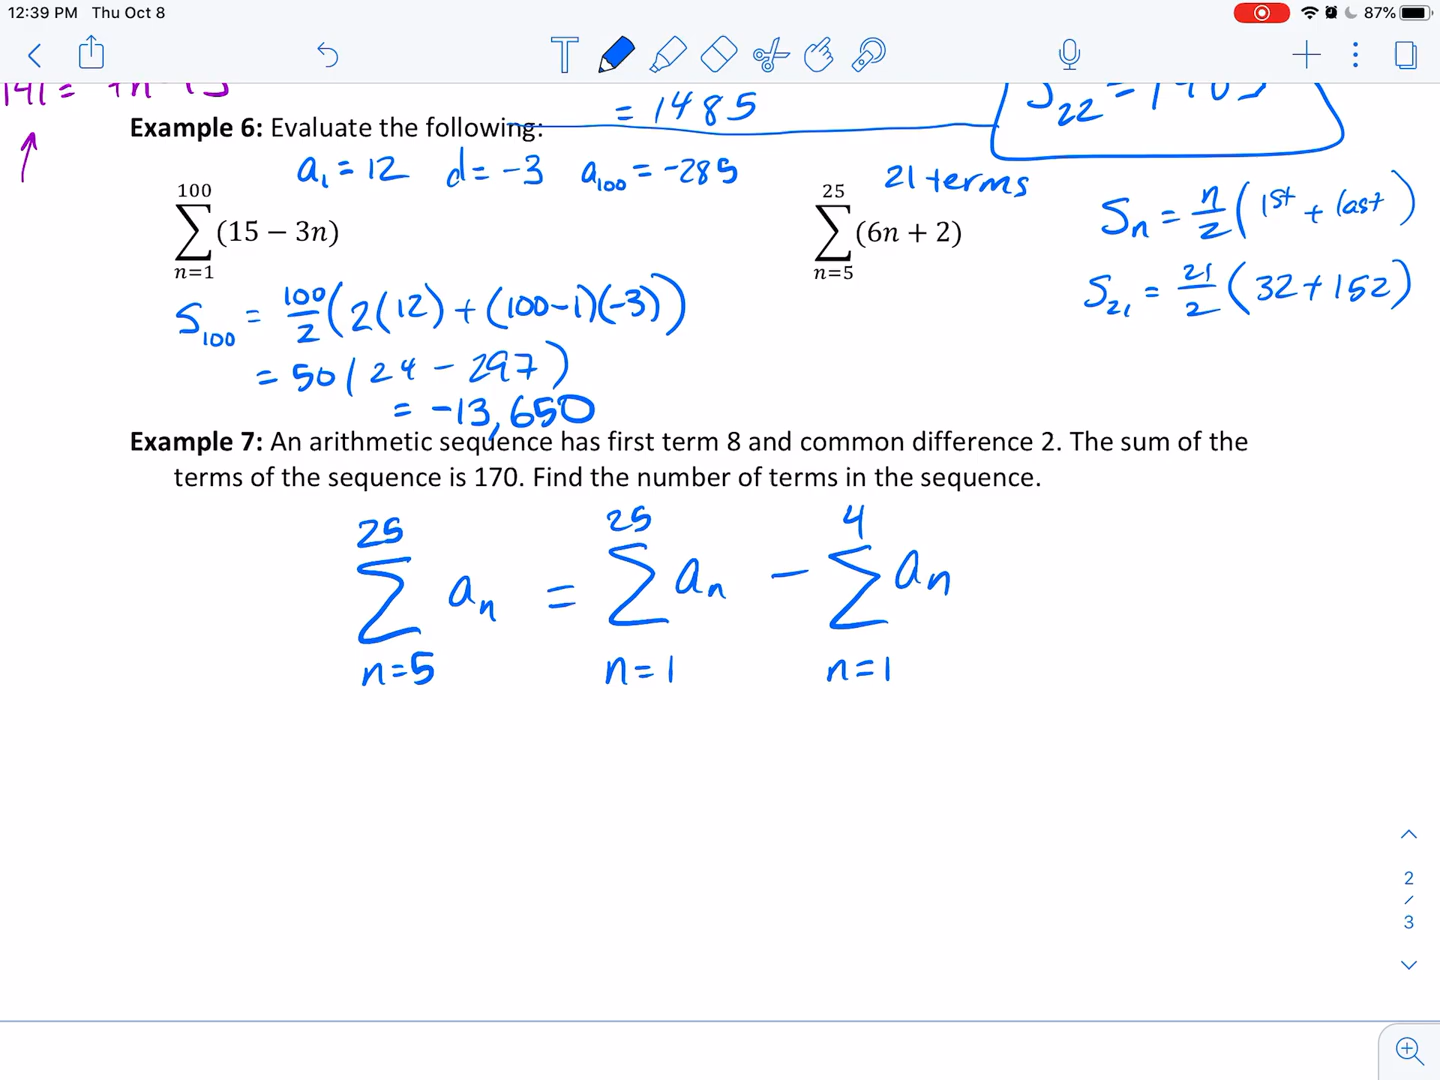 12:39 PM Thu Oct 8 87%
T
= 1485
Example 6: Evaluate the following:
a₁ = 12 d = -3 a₁₀₀ = -285
21 terms
100
∑ (15 − 3n)
n=1
25
∑ (6n + 2)
n=5
Sₙ = n/2 (1st + last)
S₂₁ = 21/2 (32 + 152)
S₁₀₀ = 100/2 (2(12) + (100-1)(-3))
= 50(24 - 297)
= -13,650
Example 7: An arithmetic sequence has first term 8 and common difference 2. The sum of the
terms of the sequence is 170. Find the number of terms in the sequence.
25 25 4
∑ aₙ = ∑ aₙ - ∑ aₙ
n=5 n=1 n=1
2
/
3